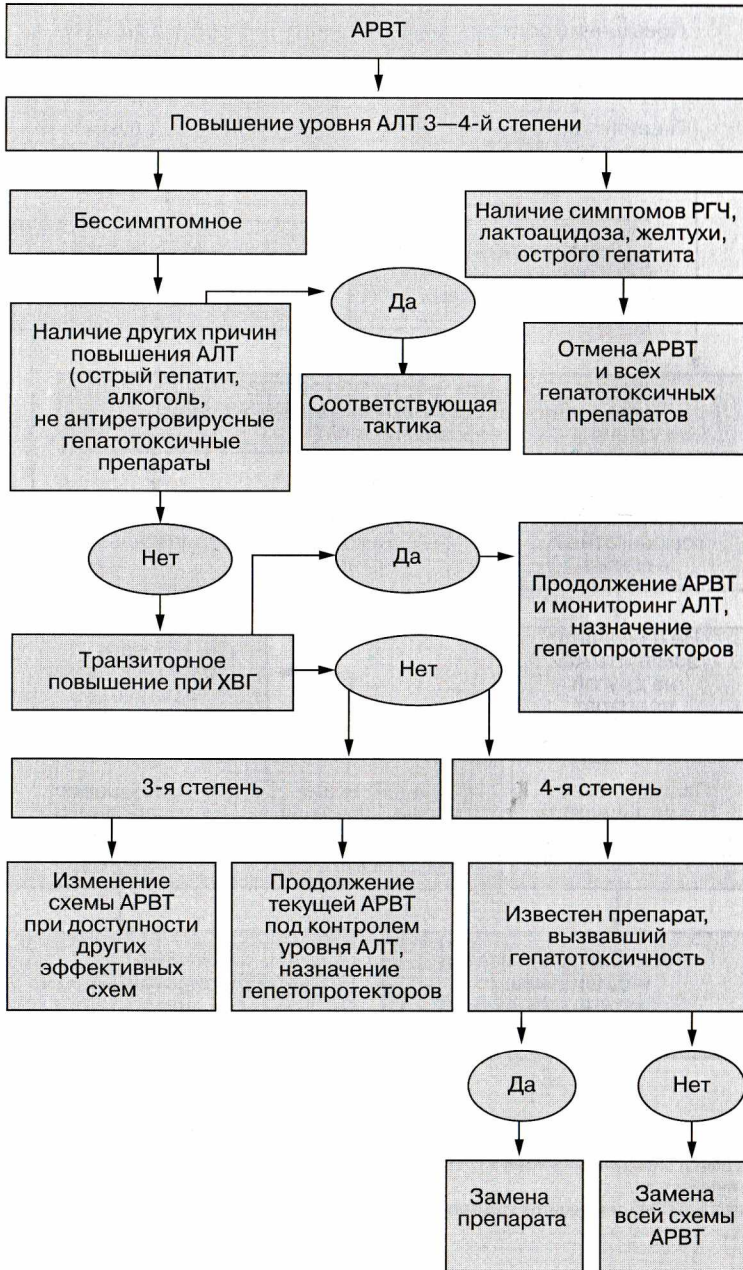 АРВТ
Повышение уровня АЛТ 3—4-й степени
Бессимптомное
Наличие симптомов РГЧ,
лактоацидоза, желтухи,
острого гепатита
Наличие других причин
повышения АЛТ
(острый гепатит,
алкоголь,
не антиретровирусные
гепатотоксичные
препараты
Да
Соответствующая
тактика
Отмена АРВТ
и всех
гепатотоксичных
препаратов
Нет
Да
Продолжение АРВТ
и мониторинг АЛТ,
назначение
гепетопротекторов
Транзиторное
повышение при ХВГ
Нет
3-я степень
4-я степень
Изменение
схемы АРВТ
при доступности
других
эффективных
схем
Продолжение
текущей АРВТ
под контролем
уровня АЛТ,
назначение
гепетопротекторов
Известен препарат,
вызвавший
гепатотоксичность
Да
Нет
Замена
препарата
Замена
всей схемы
АРВТ